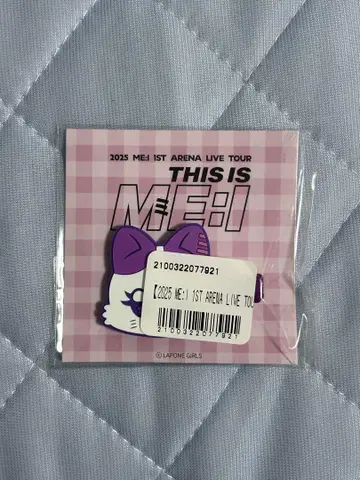 2025 ME:I 1ST ARENA LIVE TOUR
THIS IS
ME:I
2100322077921
【2025 ME:I 1ST ARENA LIVE TOU
2100322077921
©LAPONE GIRLS